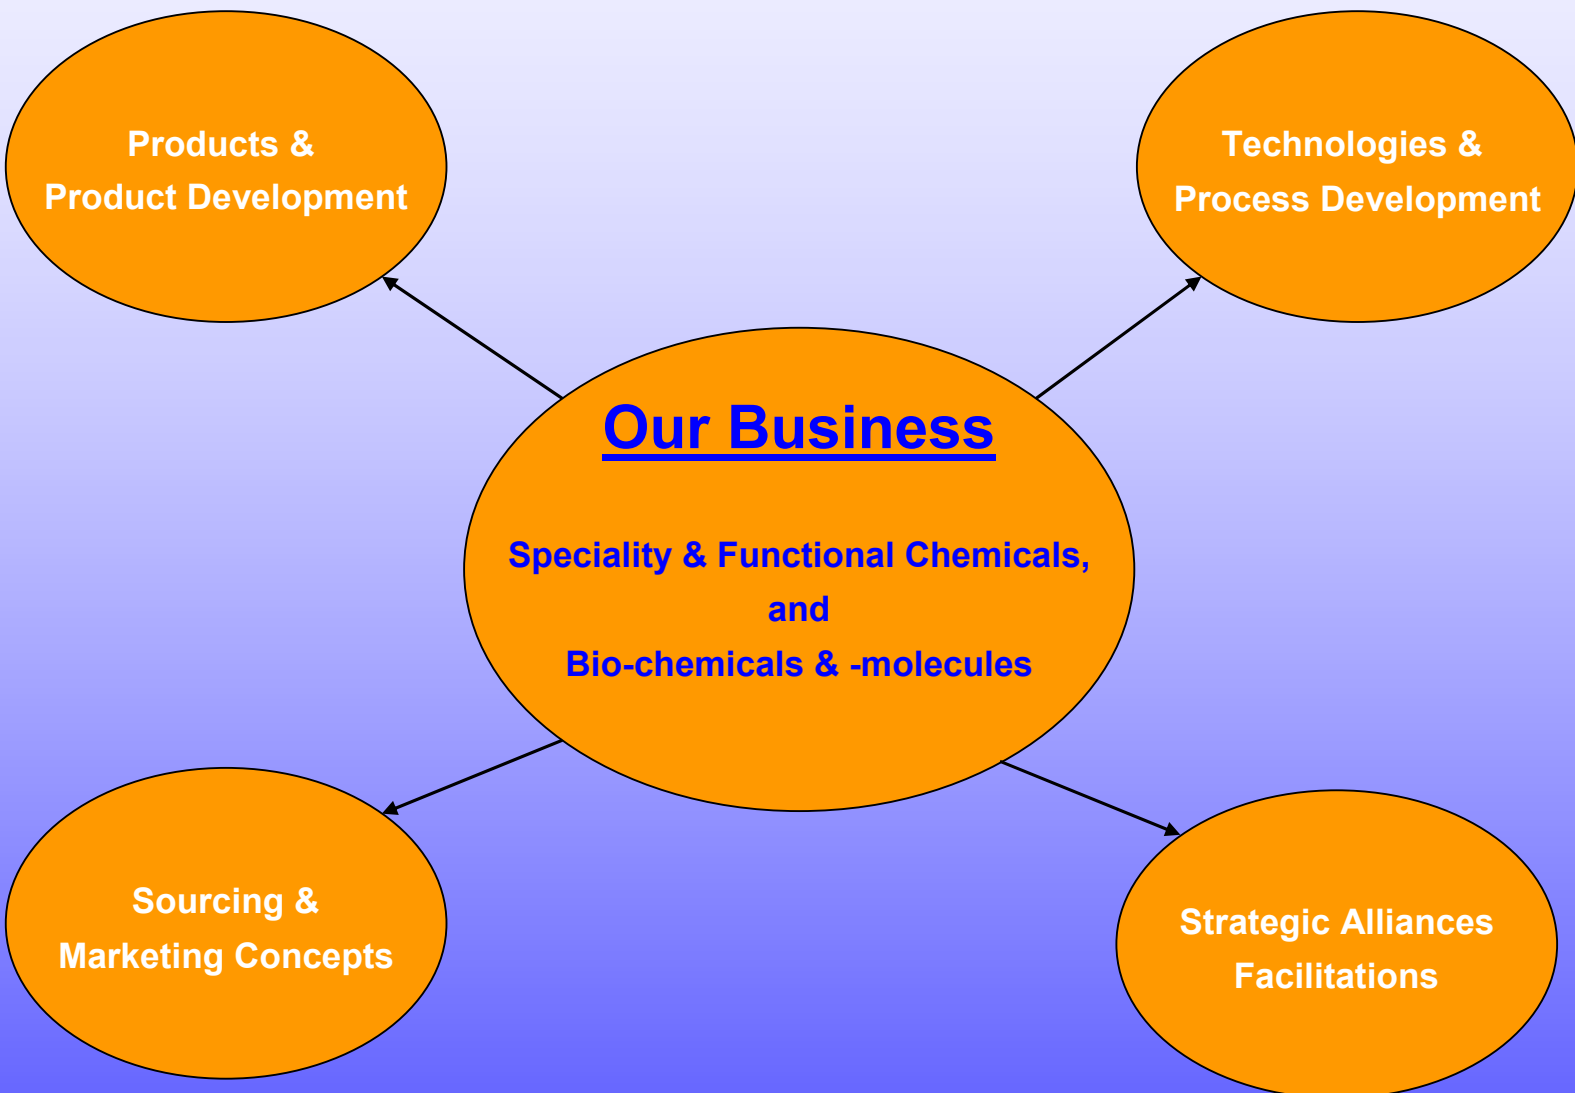 Products &
Product Development
Technologies &
Process Development
Our Business
Speciality & Functional Chemicals,
and
Bio-chemicals & -molecules
Sourcing &
Marketing Concepts
Strategic Alliances
Facilitations